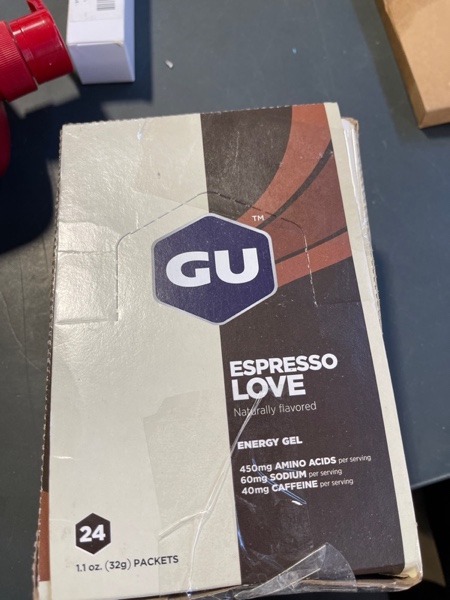 GU
TM
ESPRESSO
LOVE
Naturally flavored
ENERGY GEL
450mg AMINO ACIDS per serving
60mg SODIUM per serving
40mg CAFFEINE per serving
24
1.1 oz. (32g) PACKETS